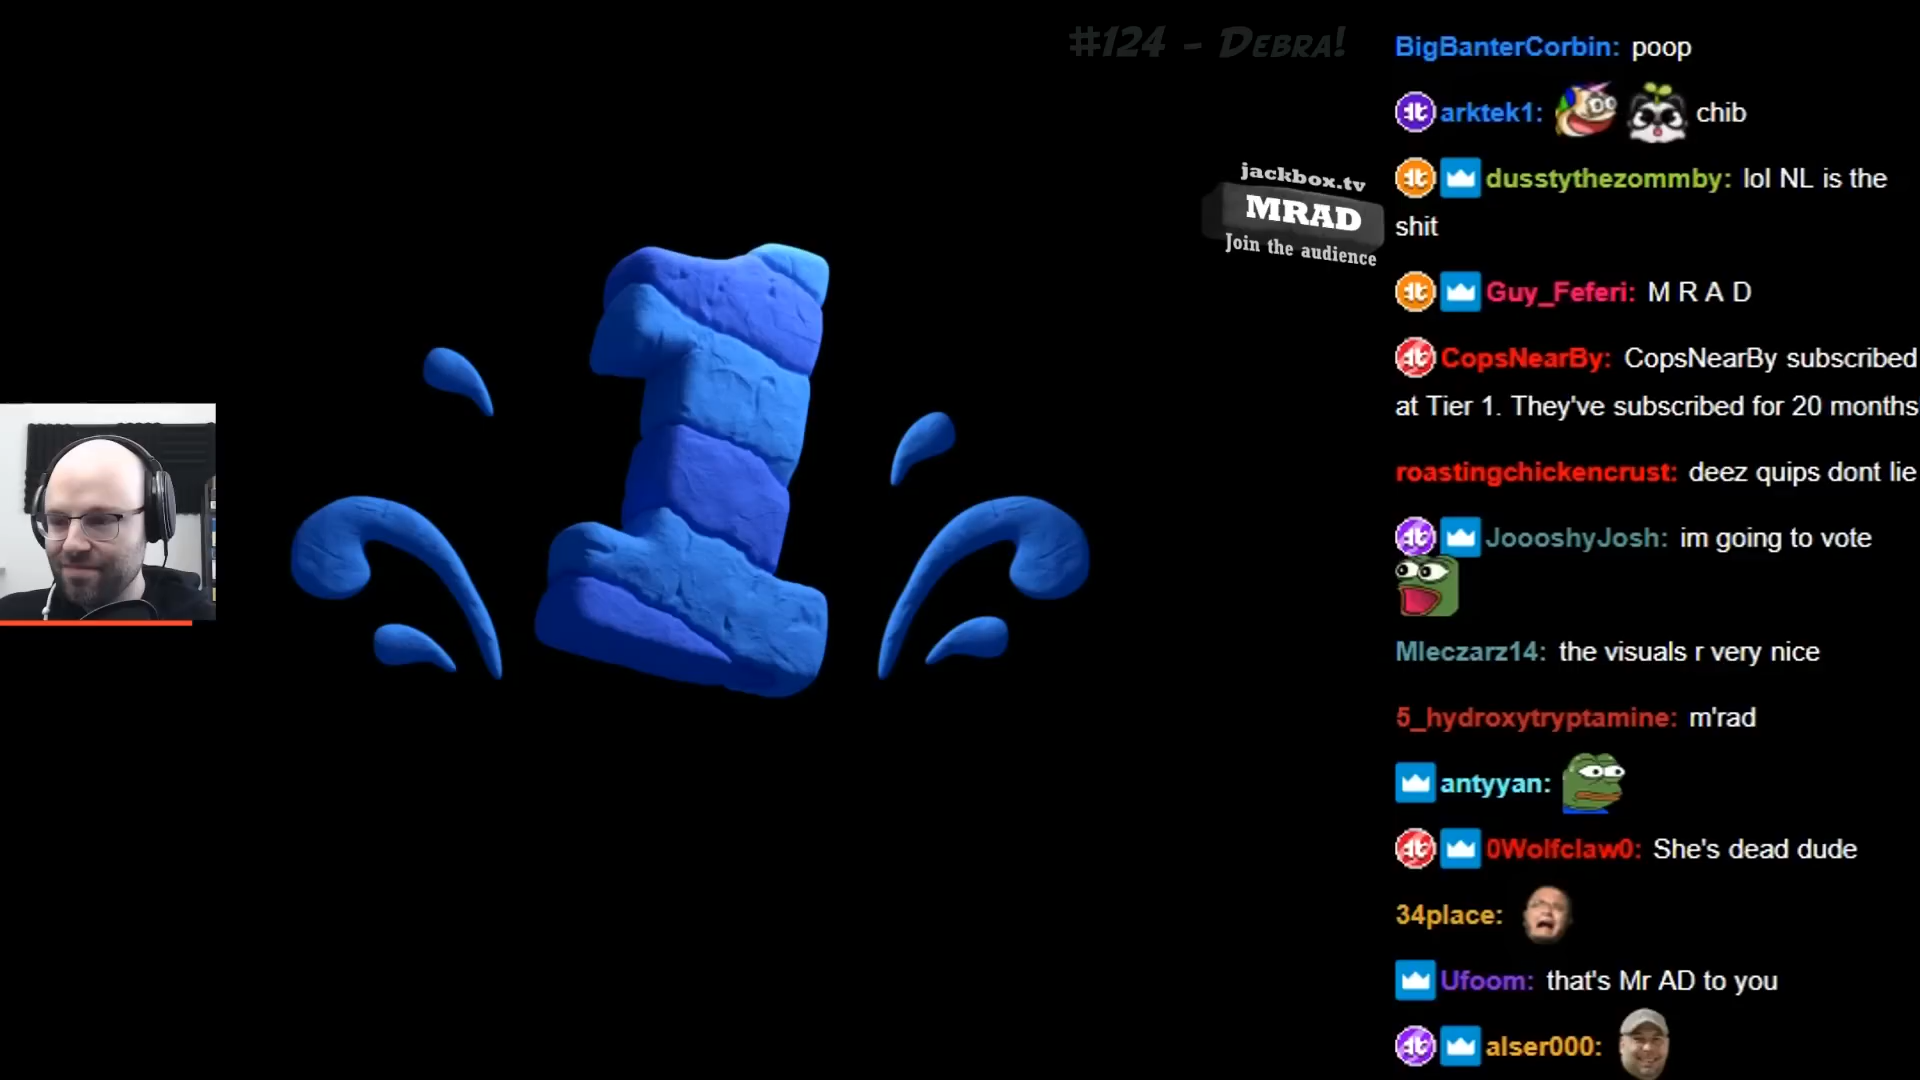 #124 - Debra!
jackbox.tv
MRAD
Join the audience
1
BigBanterCorbin: poop
arktek1: chib
dusstythezommby: lol NL is the
shit
Guy_Feferi: M R A D
CopsNearBy: CopsNearBy subscribed
at Tier 1. They've subscribed for 20 months
roastingchickencrust: deez quips dont lie
JoooshyJosh: im going to vote
Mleczarz14: the visuals r very nice
5_hydroxytryptamine: m'rad
antyyan:
0Wolfclaw0: She's dead dude
34place:
Ufoom: that's Mr AD to you
alser000: